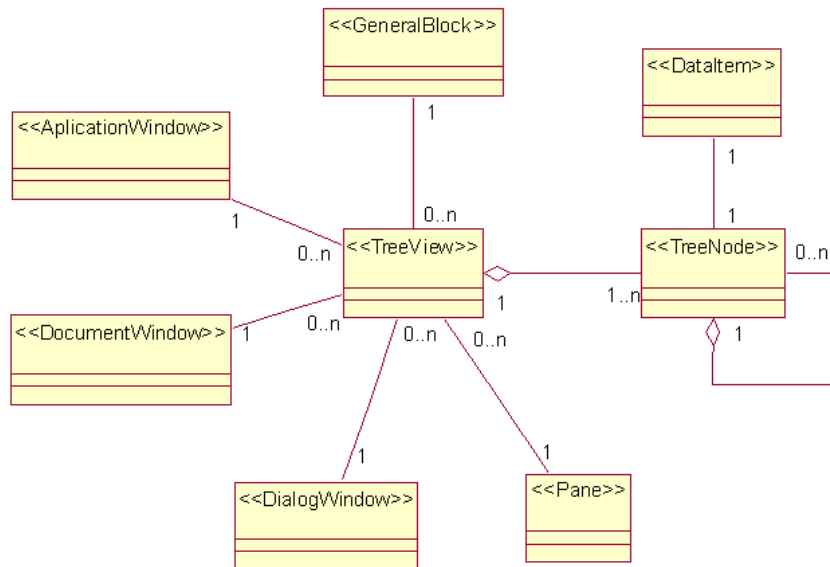 <<GeneralBlock>>
1
0..n
<<DataItem>>
1
1
<<AplicationWindow>>
1
0..n
<<TreeView>>
1
1..n
<<TreeNode>>
0..n
1
<<DocumentWindow>>
1
0..n
0..n
1
<<DialogWindow>>
0..n
1
<<Pane>>